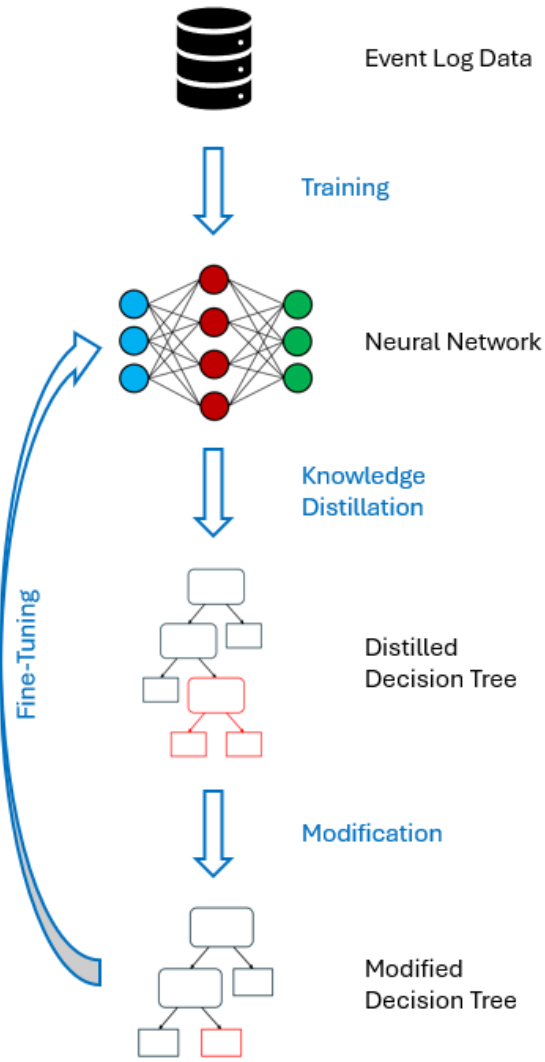 Event Log Data
Training
Neural Network
Knowledge
Distillation
Fine-Tuning
Distilled
Decision Tree
Modification
Modified
Decision Tree